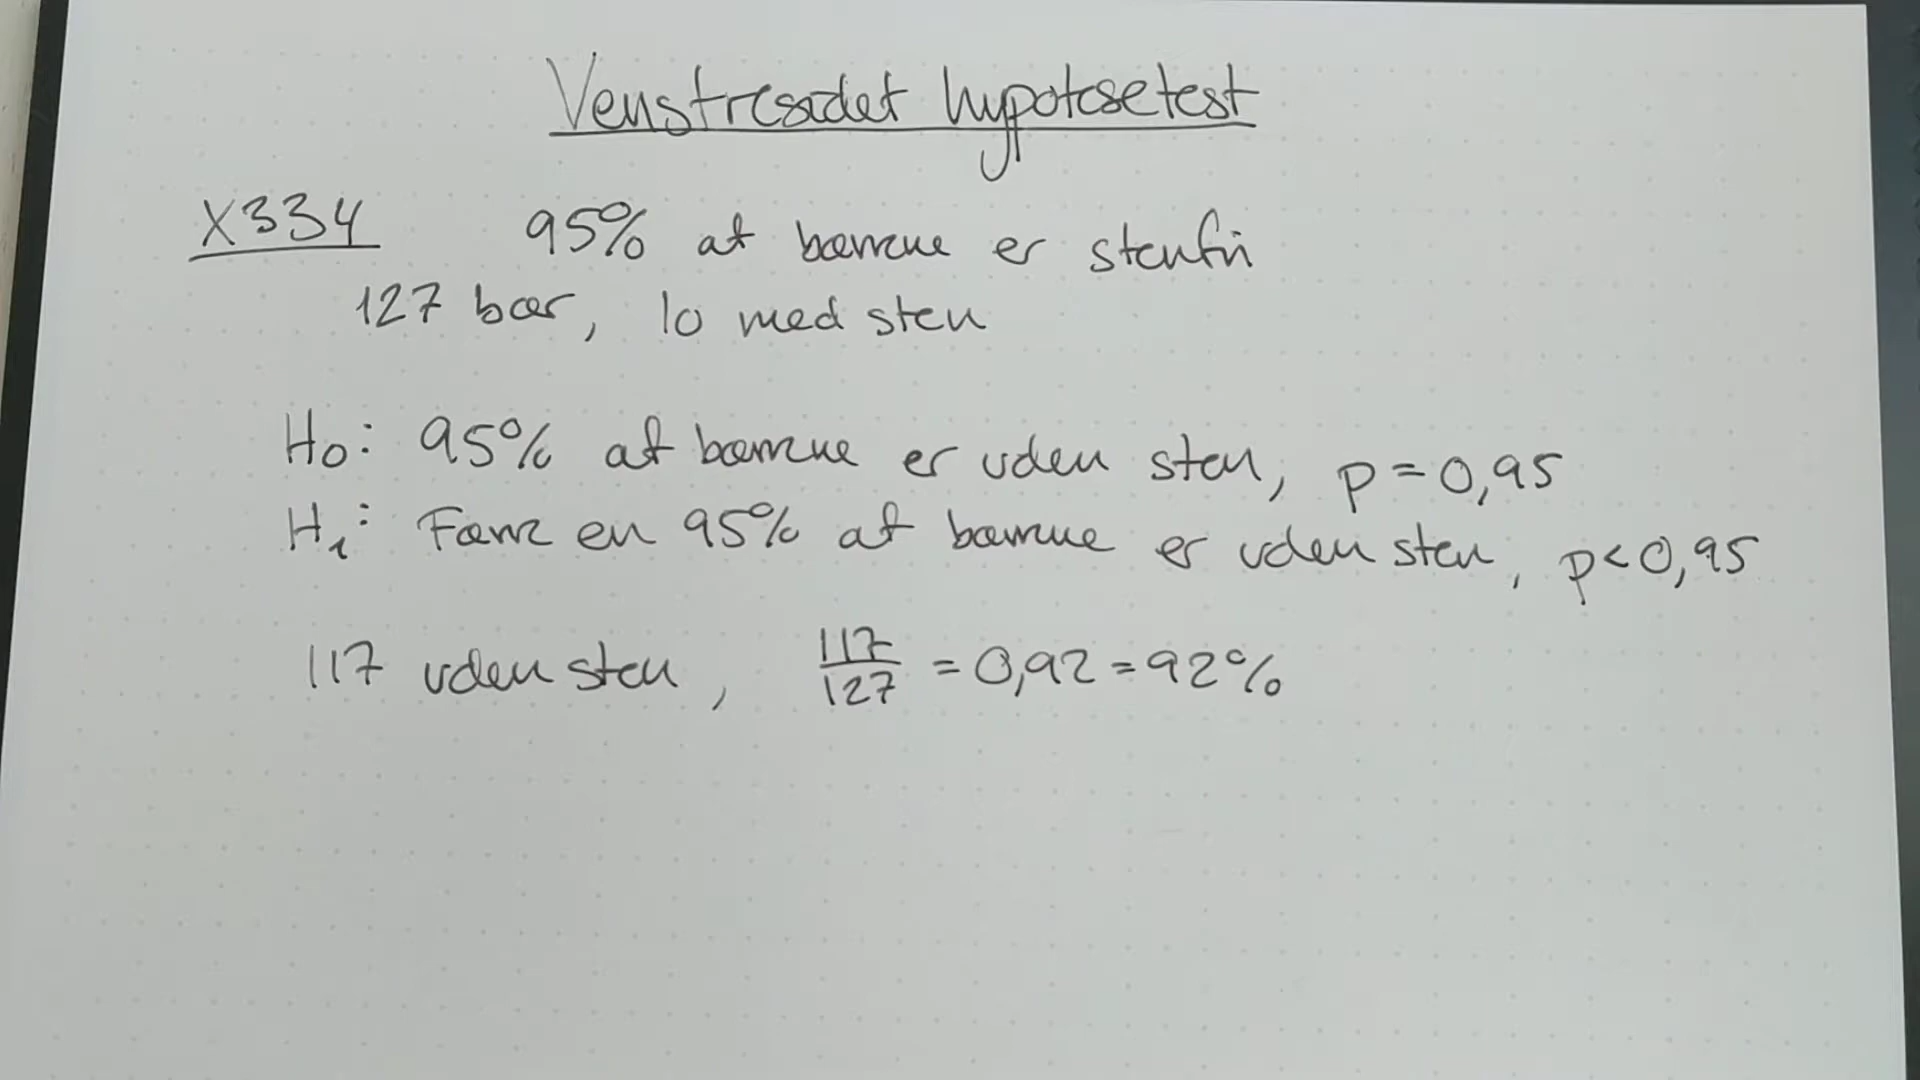 Venstresidet hypotesetest
X334 95% af bærrene er stenfri
127 bær, 10 med sten
H0: 95% af bærrene er uden sten, p=0,95
H1: Færre en 95% af bærrene er uden sten, p<0,95
117 uden sten, 117/127 = 0,92 = 92%